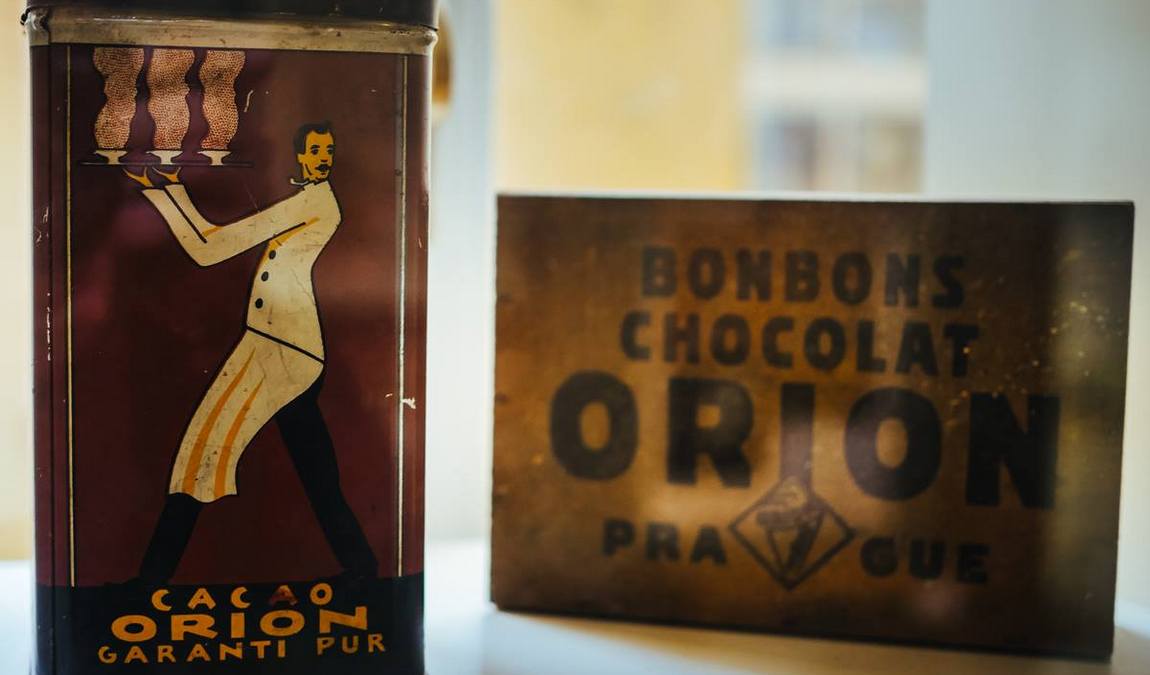 CACAO
ORION
GARANTI PUR
BONBONS
CHOCOLAT
ORION
PRAGUE